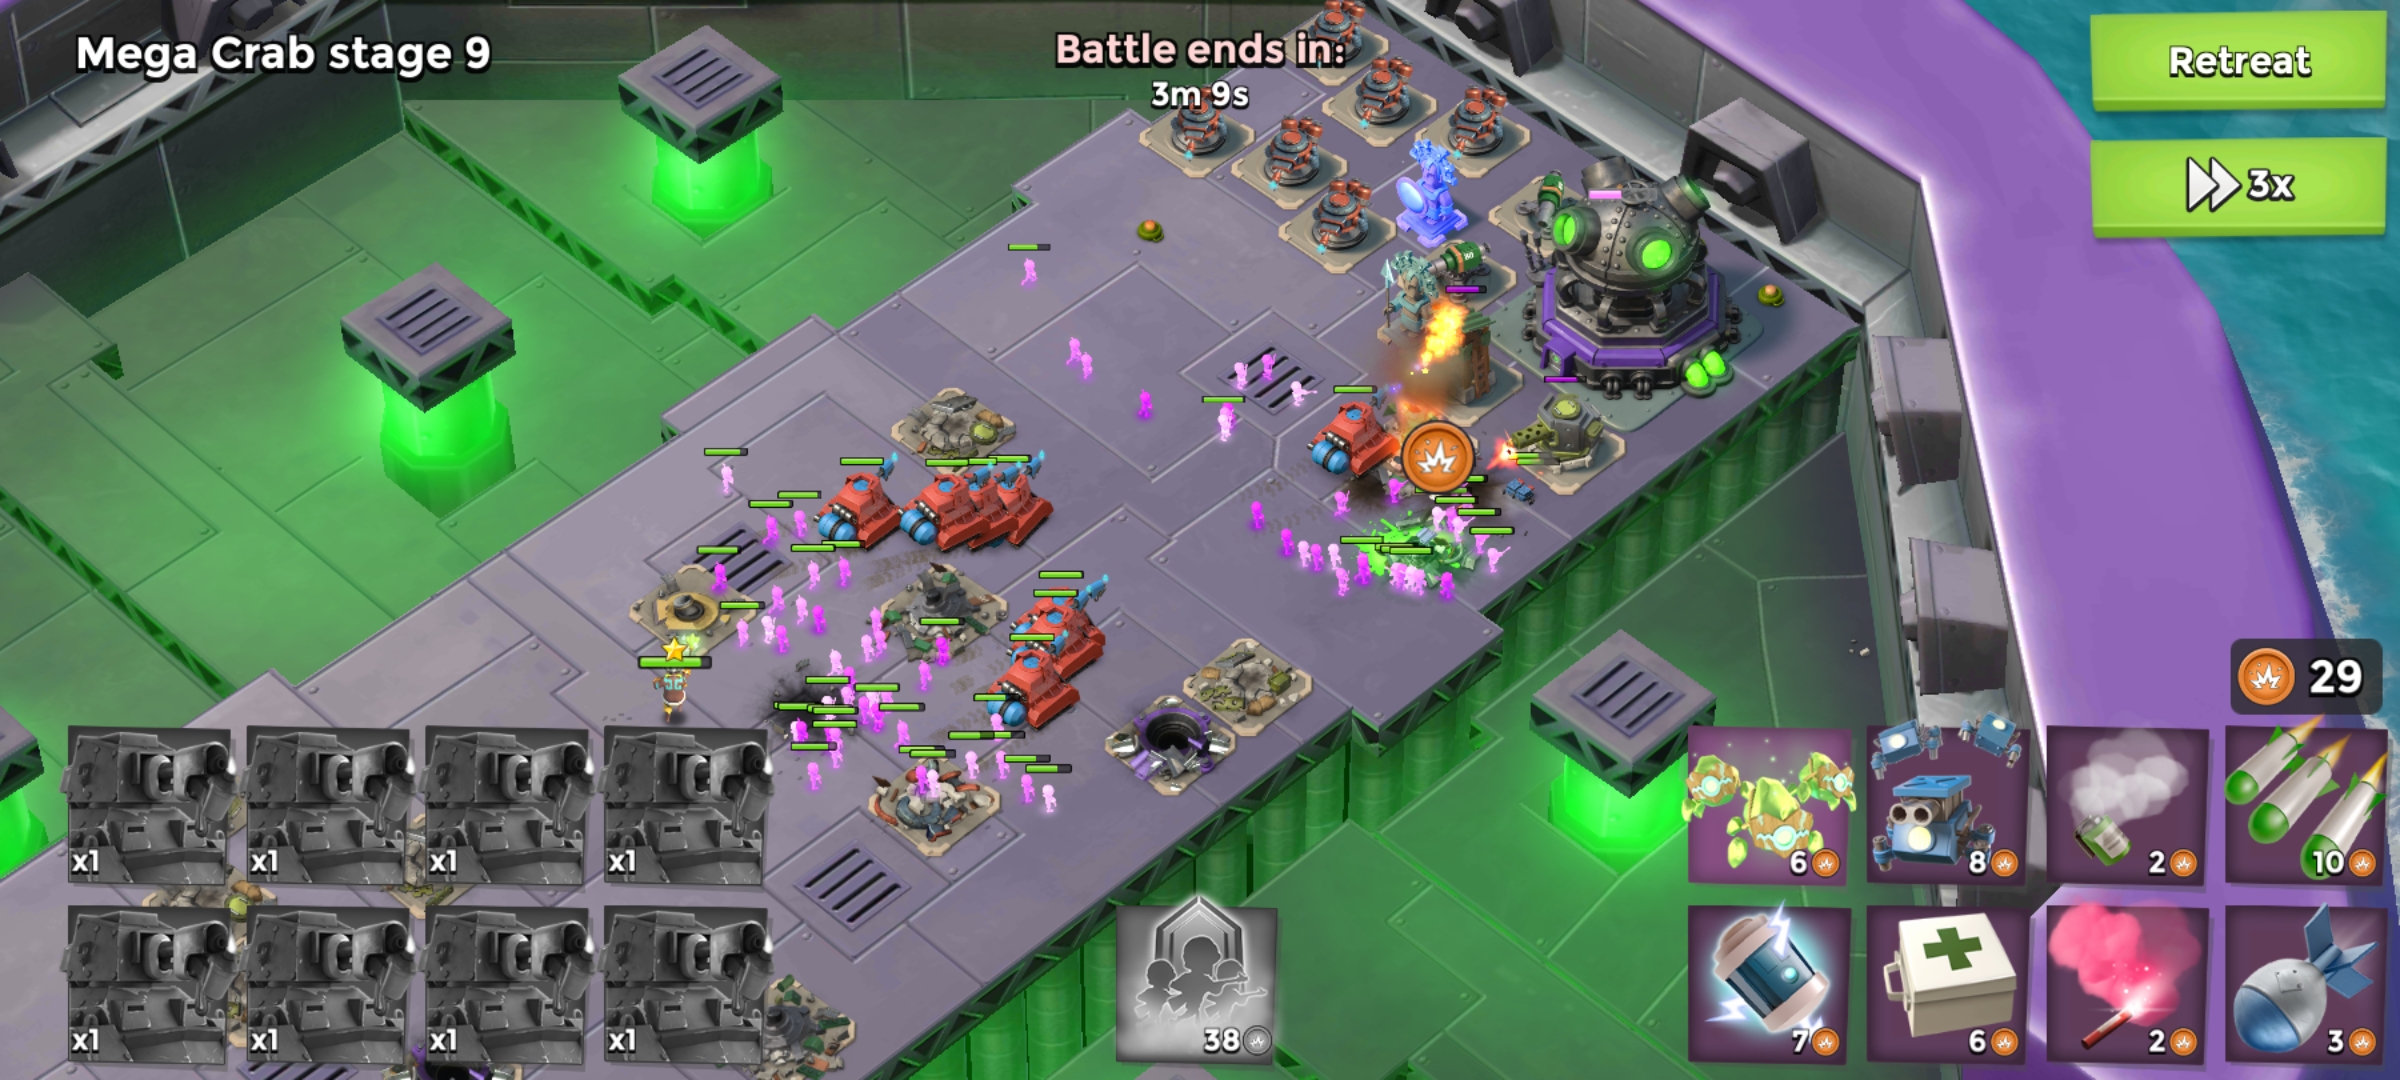 Mega Crab stage 9
Battle ends in:
3m 9s
Retreat
3x
29
x1
x1
x1
x1
6
8
2
10
x1
x1
x1
x1
38
7
6
2
3